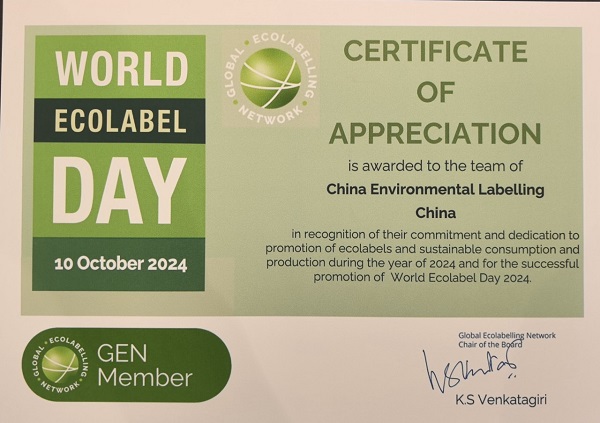 WORLD
ECOLABEL
DAY
10 October 2024
GLOBAL ECOLABELLING NETWORK
CERTIFICATE
OF
APPRECIATION
is awarded to the team of
China Environmental Labelling
China
in recognition of their commitment and dedication to
promotion of ecolabels and sustainable consumption and
production during the year of 2024 and for the successful
promotion of World Ecolabel Day 2024.
GLOBAL ECOLABELLING NETWORK
GEN
Member
Global Ecolabelling Network
Chair of the Board
K.S Venkatagiri